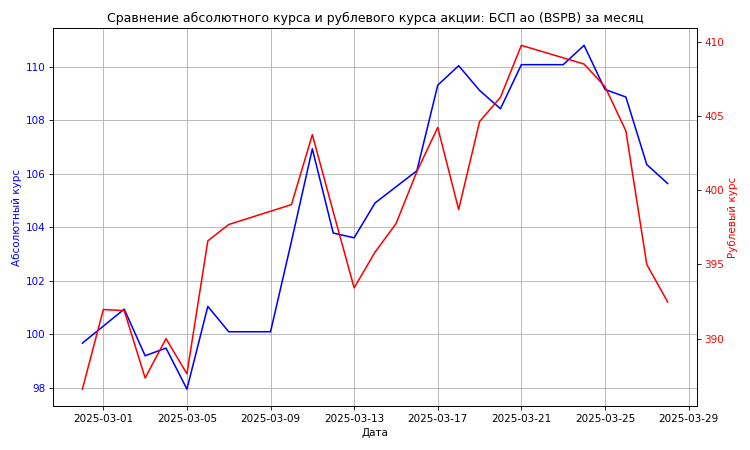 Сравнение абсолютного курса и рублевого курса акции: БСП ао (BSPB) за месяц
110
108
106
104
102
100
98
Абсолютный курс
410
405
400
395
390
Рублевый курс
2025-03-01 2025-03-05 2025-03-09 2025-03-13 2025-03-17 2025-03-21 2025-03-25 2025-03-29
Дата